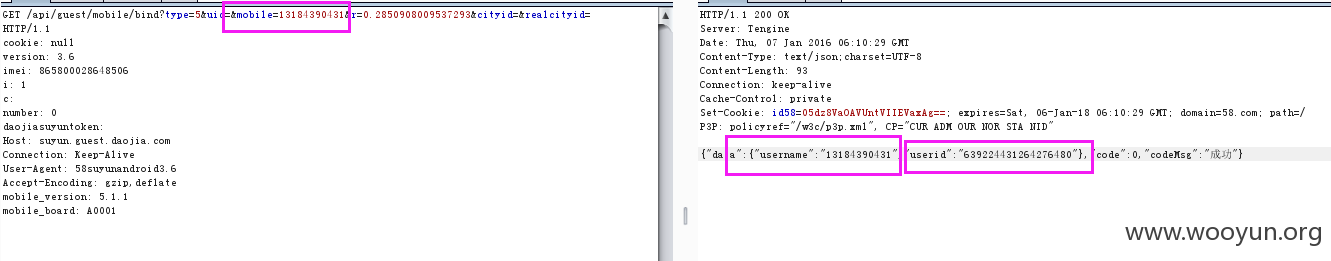 GET /api/guest/mobile/bind?type=5&uid=&mobile=13184390431&r=0.2850908009537293&cityid=&realcityid=
HTTP/1.1
cookie: null
version: 3.6
imei: 865800028648506
i: 1
c:
number: 0
daojiasuyuntoken:
Host: suyun.guest.daojia.com
Connection: Keep-Alive
User-Agent: 58suyunandroid3.6
Accept-Encoding: gzip,deflate
mobile_version: 5.1.1
mobile_board: A0001
HTTP/1.1 200 OK
Server: Tengine
Date: Thu, 07 Jan 2016 06:10:29 GMT
Content-Type: text/json;charset=UTF-8
Content-Length: 93
Connection: keep-alive
Cache-Control: private
Set-Cookie: id58=05dz8VaOAVUntVIIEVaxAg==; expires=Sat, 06-Jan-18 06:10:29 GMT; domain=58.com; path=/
P3P: policyref="/w3c/p3p.xml", CP="CUR ADM OUR NOR STA NID"
{"data":{"username":"13184390431","userid":"639224431264276480"},"code":0,"codeMsg":"成功"}
www.wooyun.org